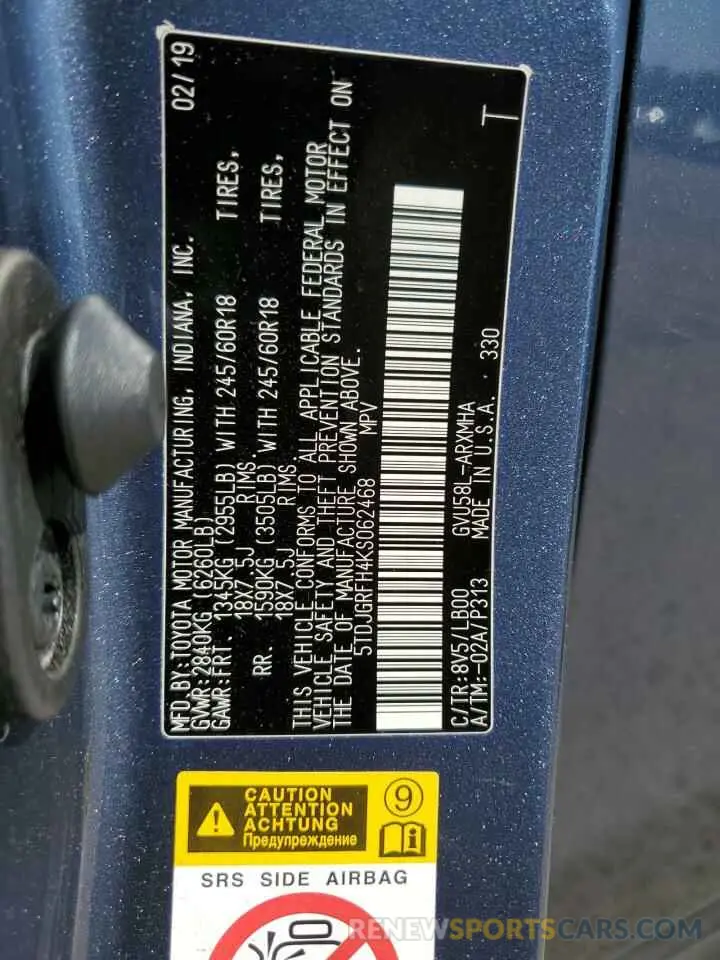 02/19
MFD BY:TOYOTA MOTOR MANUFACTURING, INDIANA, INC.
GVWR:2840KG (6260LB)
GAWR:FRT. 1345KG (2955LB) WITH 245/60R18 TIRES,
18X7.5J RIMS
RR. 1590KG (3505LB) WITH 245/60R18 TIRES,
18X7.5J RIMS
THIS VEHICLE CONFORMS TO ALL APPLICABLE FEDERAL MOTOR
VEHICLE SAFETY AND THEFT PREVENTION STANDARDS IN EFFECT ON
THE DATE OF MANUFACTURE SHOWN ABOVE.
5TDJGRFH4KS062468 MPV
T
C/TR:8V5/LB00 GVU58L-ARXMHA
A/TM:-02A/P313 MADE IN U.S.A. 330
CAUTION
ATTENTION
ACHTUNG
Предупреждение
9
i
SRS SIDE AIRBAG
RENEWSPORTSCARS.COM